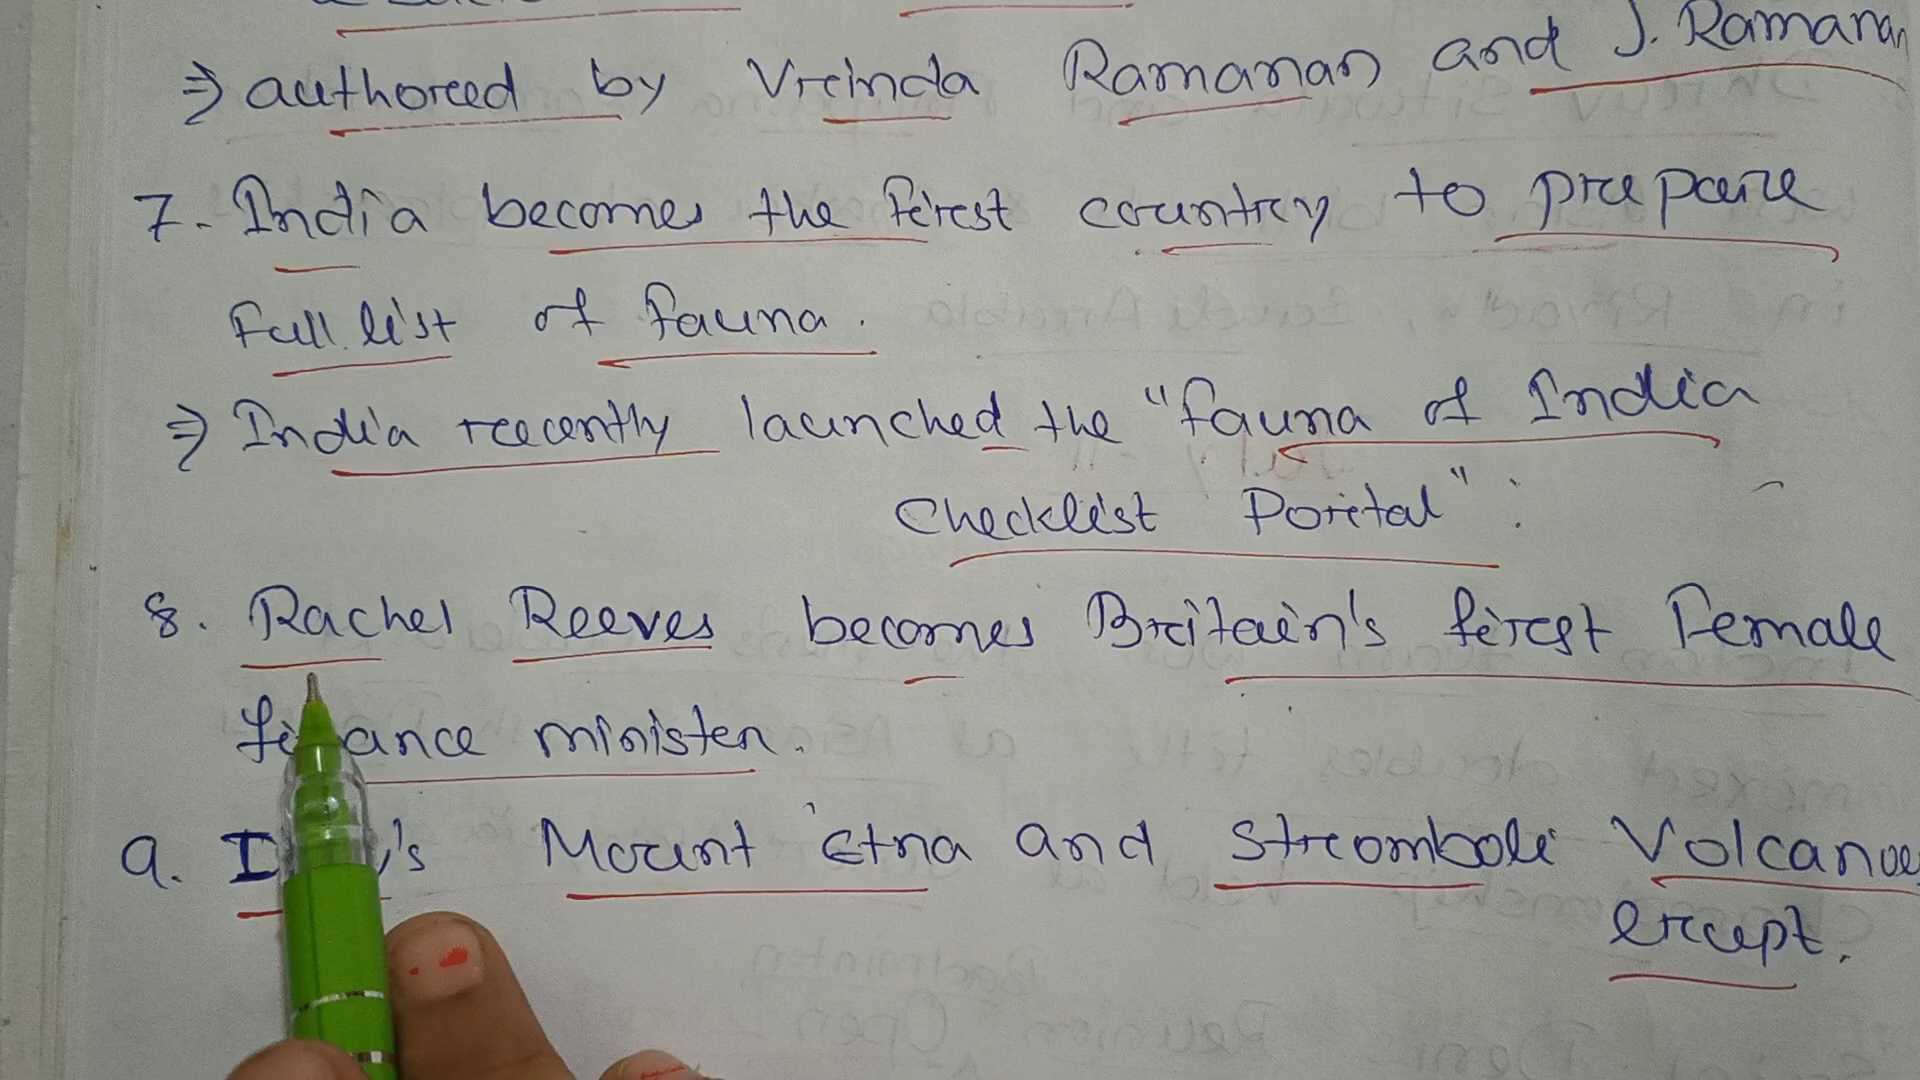 ⇒ authored by Vrinda Ramanan and J. Ramanan
7. India becomes the first country to prepare
Full list of fauna.
⇒ India recently launched the "Fauna of India
Checklist Portal":
8. Rachel Reeves becomes Britain's first Female
finance minister.
9. I 's Mount Etna and Stromboli Volcanoes
erupt.